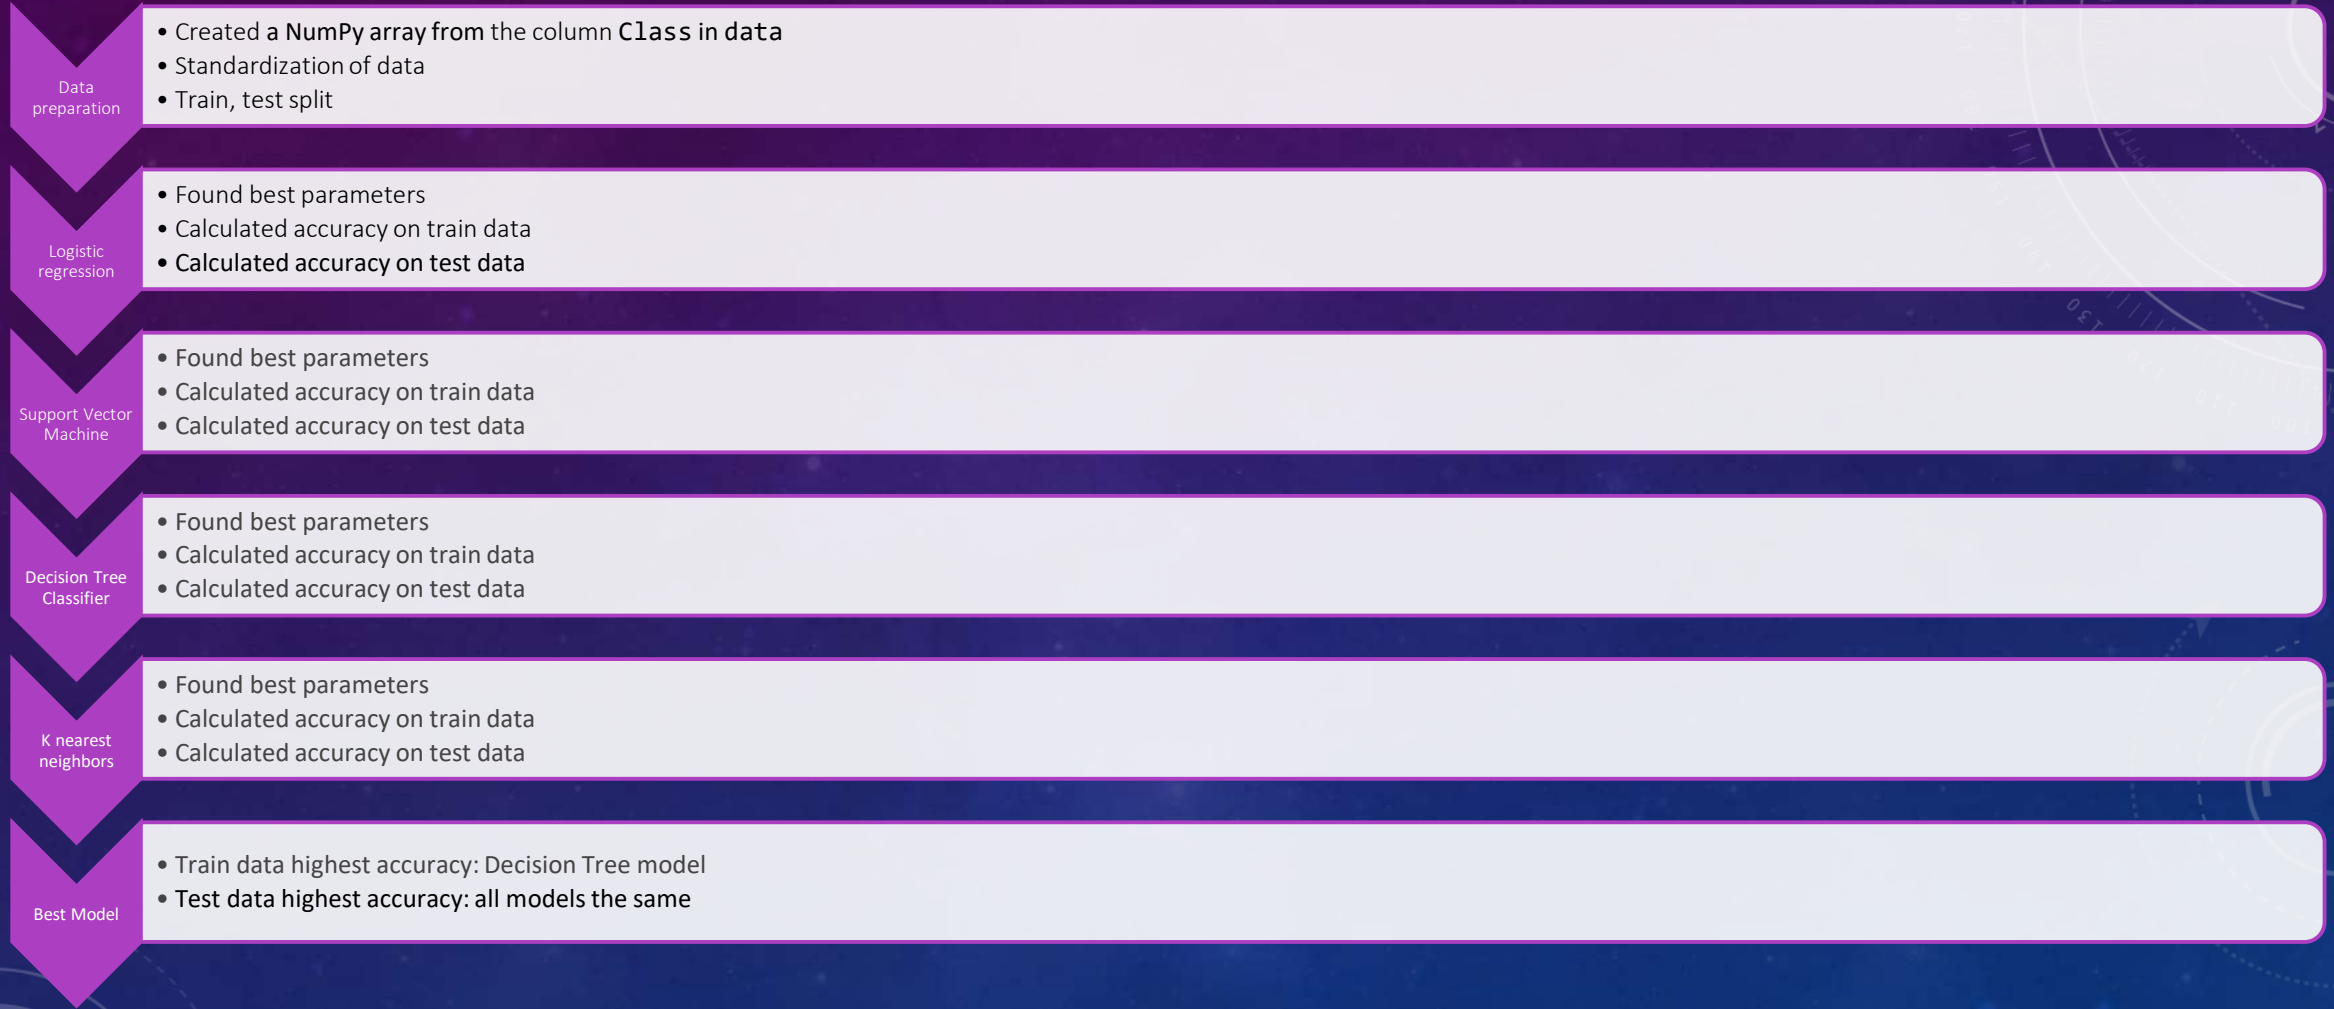 Data
preparation
• Created a NumPy array from the column Class in data
• Standardization of data
• Train, test split
Logistic
regression
• Found best parameters
• Calculated accuracy on train data
• Calculated accuracy on test data
Support Vector
Machine
• Found best parameters
• Calculated accuracy on train data
• Calculated accuracy on test data
Decision Tree
Classifier
• Found best parameters
• Calculated accuracy on train data
• Calculated accuracy on test data
K nearest
neighbors
• Found best parameters
• Calculated accuracy on train data
• Calculated accuracy on test data
Best Model
• Train data highest accuracy: Decision Tree model
• Test data highest accuracy: all models the same